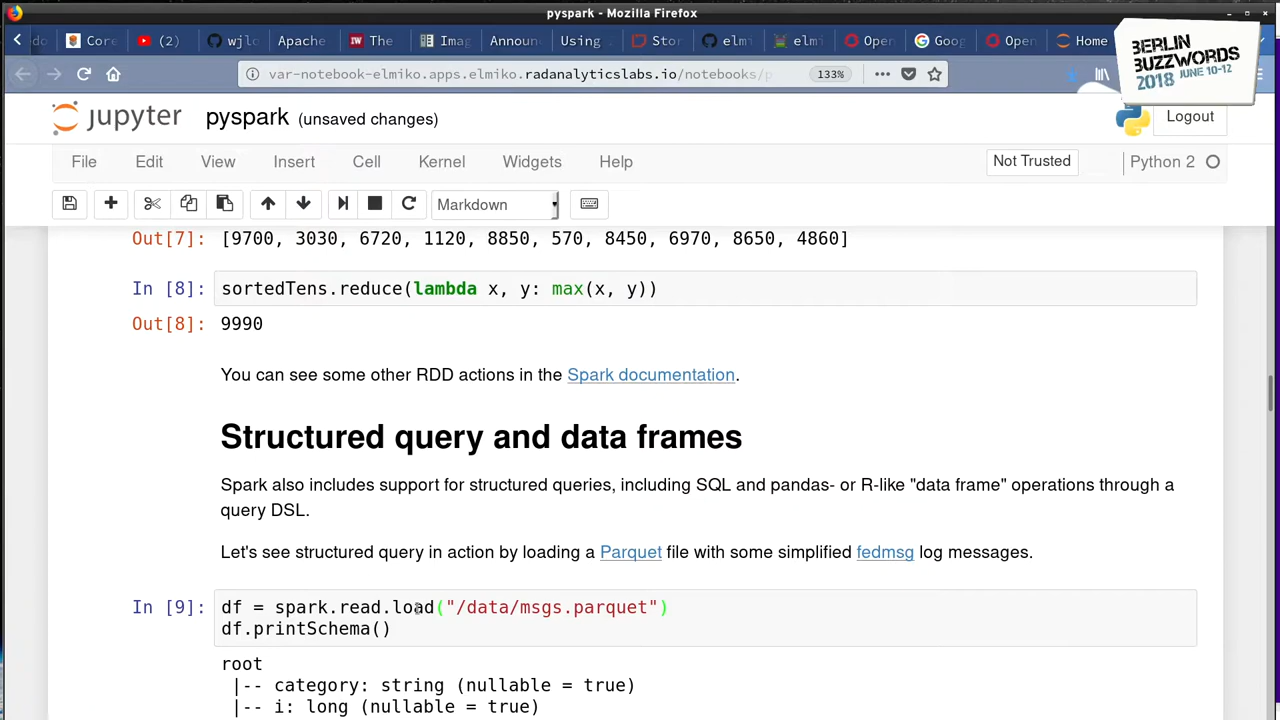 pyspark - Mozilla Firefox
Core
(2)
wjlo
Apache
The
Imag
Announ
Using
Stor
elmi
elmi
Open
Goo
Open
Home
BERLIN
BUZZWORDS
2018 JUNE 10-12
var-notebook-elmiko.apps.elmiko.radanalyticslabs.io/notebooks/p
133%
jupyter
pyspark (unsaved changes)
Logout
File Edit View Insert Cell Kernel Widgets Help
Not Trusted
Python 2
Markdown
Out[7]: [9700, 3030, 6720, 1120, 8850, 570, 8450, 6970, 8650, 4860]
In [8]: sortedTens.reduce(lambda x, y: max(x, y))
Out[8]: 9990
You can see some other RDD actions in the Spark documentation.
Structured query and data frames
Spark also includes support for structured queries, including SQL and pandas- or R-like "data frame" operations through a
query DSL.
Let's see structured query in action by loading a Parquet file with some simplified fedmsg log messages.
In [9]: df = spark.read.load("/data/msgs.parquet")
df.printSchema()
root
|-- category: string (nullable = true)
|-- i: long (nullable = true)